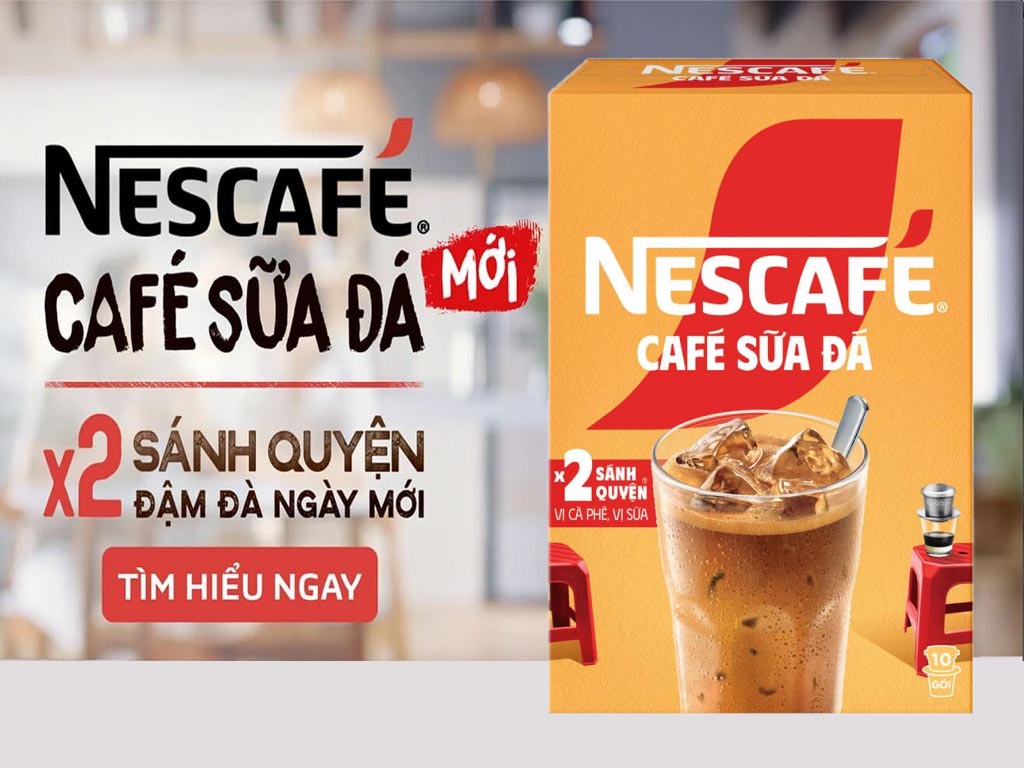 NESCAFÉ®
CAFÉ SỮA ĐÁ
MỚI
x2 SÁNH QUYỆN
ĐẬM ĐÀ NGÀY MỚI
TÌM HIỂU NGAY
NESCAFÉ
CAFÉ SỮA ĐÁ
NESCAFÉ®
CAFÉ SỮA ĐÁ
x2 SÁNH
QUYỆN
VỊ CÀ PHÊ, VỊ SỮA
10
GÓI